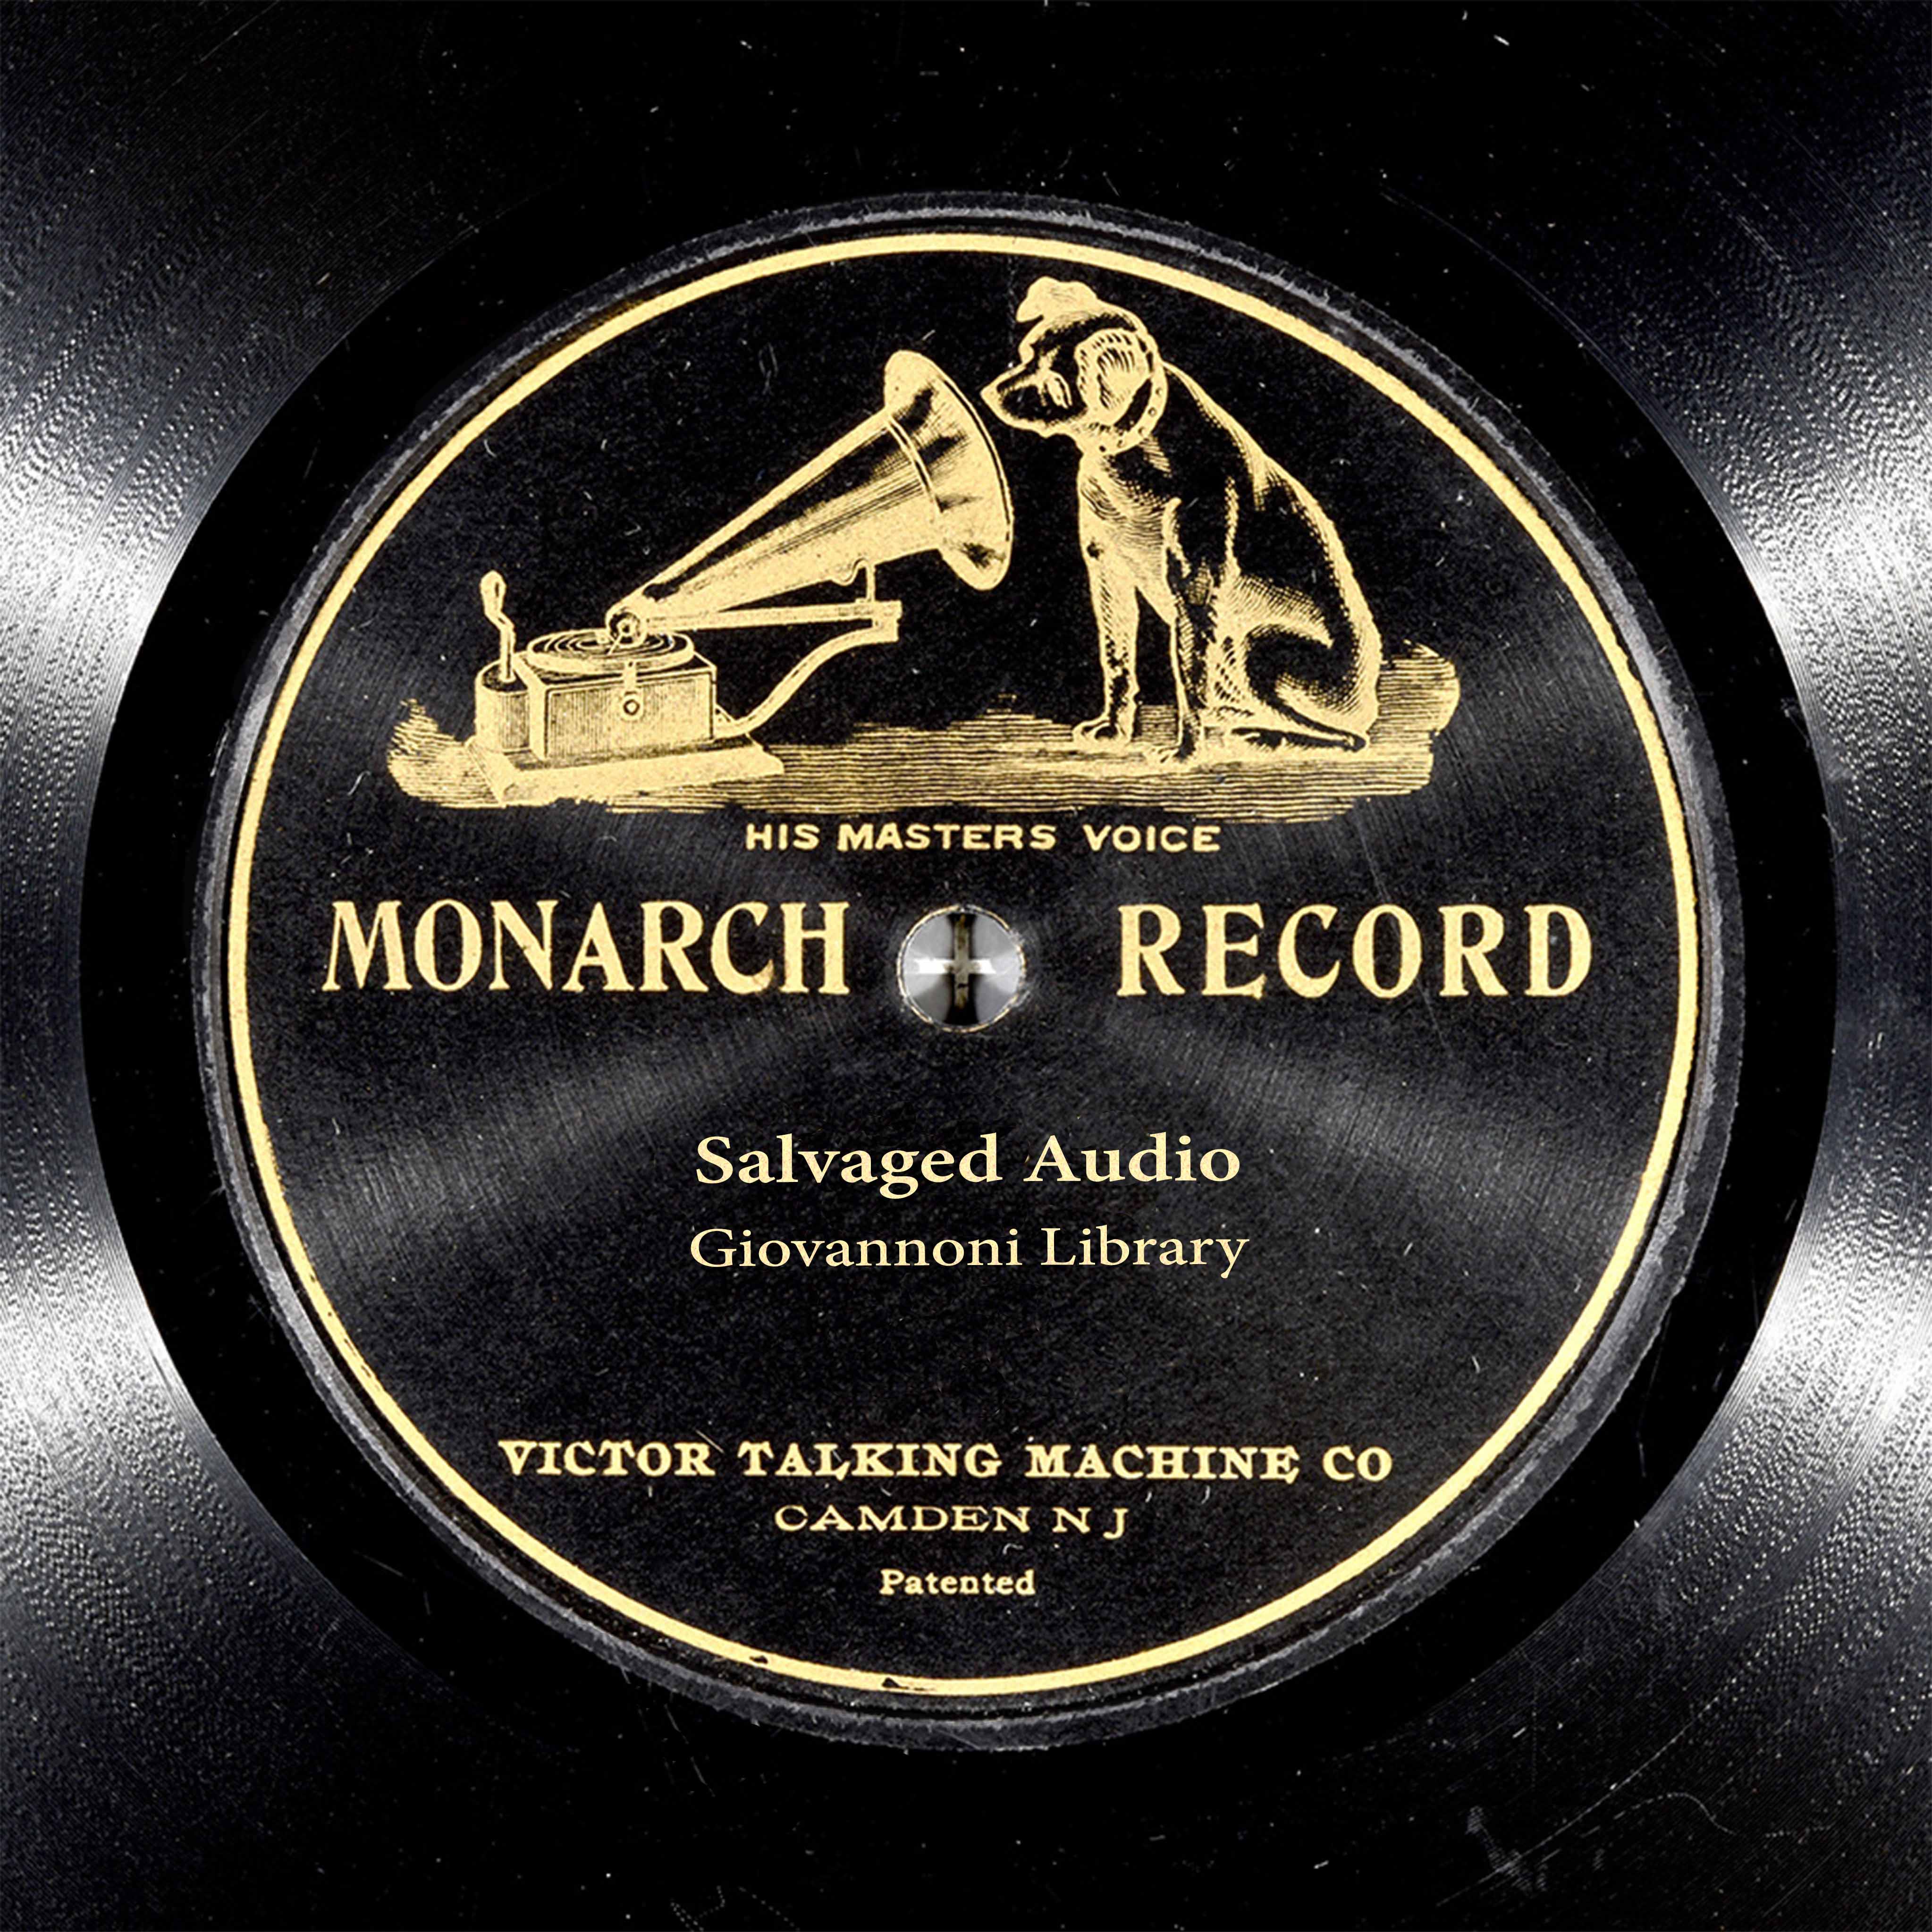 HIS MASTERS VOICE
MONARCH RECORD
Salvaged Audio
Giovannoni Library
VICTOR TALKING MACHINE CO
CAMDEN N J
Patented